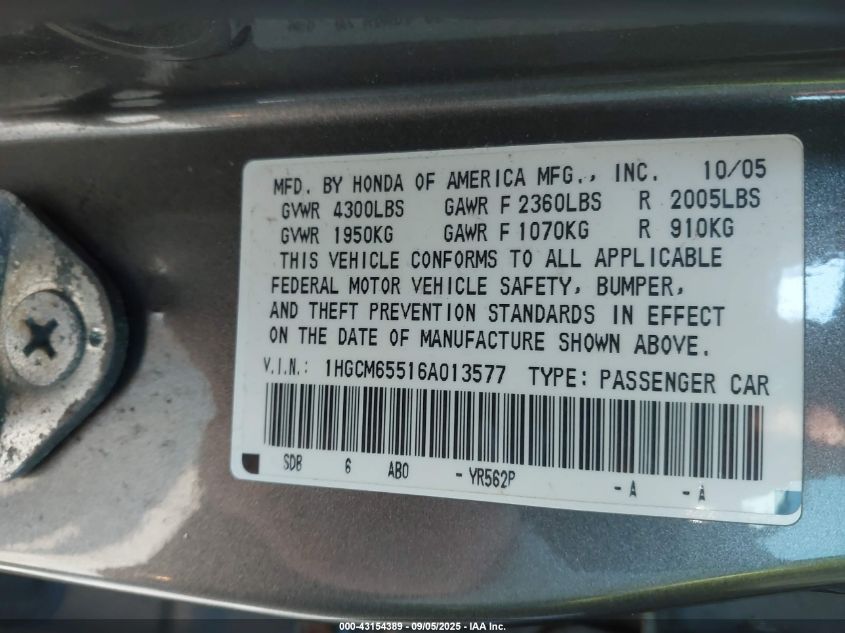 MFD. BY HONDA OF AMERICA MFG., INC. 10/05
GVWR 4300LBS GAWR F 2360LBS R 2005LBS
GVWR 1950KG GAWR F 1070KG R 910KG
THIS VEHICLE CONFORMS TO ALL APPLICABLE
FEDERAL MOTOR VEHICLE SAFETY, BUMPER,
AND THEFT PREVENTION STANDARDS IN EFFECT
ON THE DATE OF MANUFACTURE SHOWN ABOVE.
V.I.N.: 1HGCM65516A013577 TYPE: PASSENGER CAR
SDB 6 ABO - YR562P - A - A
000-43154389 - 09/05/2025 - IAA Inc.